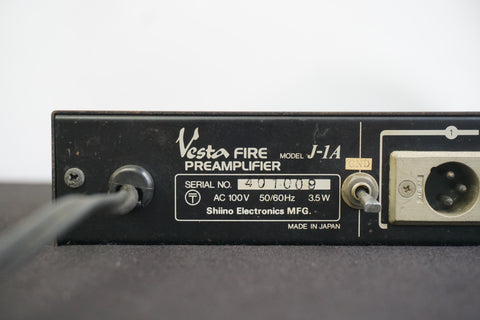 Vesta FIRE
PREAMPLIFIER MODEL J-1A
SERIAL NO. 401009
T AC 100V 50/60Hz 3.5W
Shiino Electronics MFG.
MADE IN JAPAN
GND
1